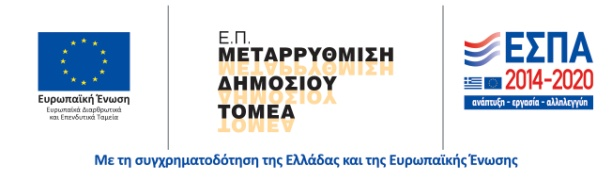 Ευρωπαϊκή Ένωση
Ευρωπαϊκά Διαρθρωτικά
και Επενδυτικά Ταμεία
Ε.Π.
ΜΕΤΑΡΡΥΘΜΙΣΗ
ΔΗΜΟΣΙΟΥ
ΤΟΜΕΑ
ΕΣΠΑ
2014-2020
ανάπτυξη - εργασία - αλληλεγγύη
Με τη συγχρηματοδότηση της Ελλάδας και της Ευρωπαϊκής Ένωσης